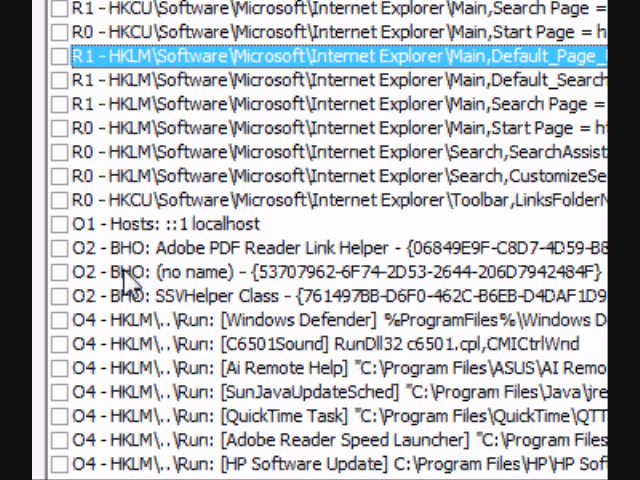 R1 - HKCU\Software\Microsoft\Internet Explorer\Main,Search Page =
R0 - HKCU\Software\Microsoft\Internet Explorer\Main,Start Page = h
R1 - HKLM\Software\Microsoft\Internet Explorer\Main,Default_Page_
R1 - HKLM\Software\Microsoft\Internet Explorer\Main,Default_Search
R1 - HKLM\Software\Microsoft\Internet Explorer\Main,Search Page =
R0 - HKLM\Software\Microsoft\Internet Explorer\Main,Start Page = ht
R0 - HKLM\Software\Microsoft\Internet Explorer\Search,SearchAssist
R0 - HKLM\Software\Microsoft\Internet Explorer\Search,CustomizeSe
R0 - HKCU\Software\Microsoft\Internet Explorer\Toolbar,LinksFolderN
O1 - Hosts: ::1 localhost
O2 - BHO: Adobe PDF Reader Link Helper - {06849E9F-C8D7-4D59-B8
O2 - BHO: (no name) - {53707962-6F74-2D53-2644-206D7942484F}
O2 - BHO: SSVHelper Class - {761497BB-D6F0-462C-B6EB-D4DAF1D9
O4 - HKLM\..\Run: [Windows Defender] %ProgramFiles%\Windows D
O4 - HKLM\..\Run: [C6501Sound] RunDll32 c6501.cpl,CMICtrlWnd
O4 - HKLM\..\Run: [Ai Remote Help] "C:\Program Files\ASUS\AI Remo
O4 - HKLM\..\Run: [SunJavaUpdateSched] "C:\Program Files\Java\jre
O4 - HKLM\..\Run: [QuickTime Task] "C:\Program Files\QuickTime\QTT
O4 - HKLM\..\Run: [Adobe Reader Speed Launcher] "C:\Program Files
O4 - HKLM\..\Run: [HP Software Update] C:\Program Files\HP\HP Sof